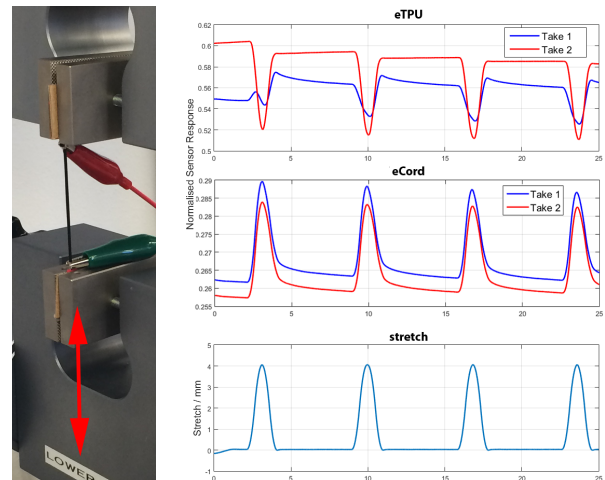 LOWER
eTPU
0.62
0.6
0.58
0.56
0.54
0.52
0.5
0 5 10 15 20 25
Take 1
Take 2
Normalised Sensor Response
eCord
0.29
0.285
0.28
0.275
0.27
0.265
0.26
0.255
0 5 10 15 20 25
Take 1
Take 2
stretch
Stretch / mm
5
4
3
2
1
0
-1
0 5 10 15 20 25